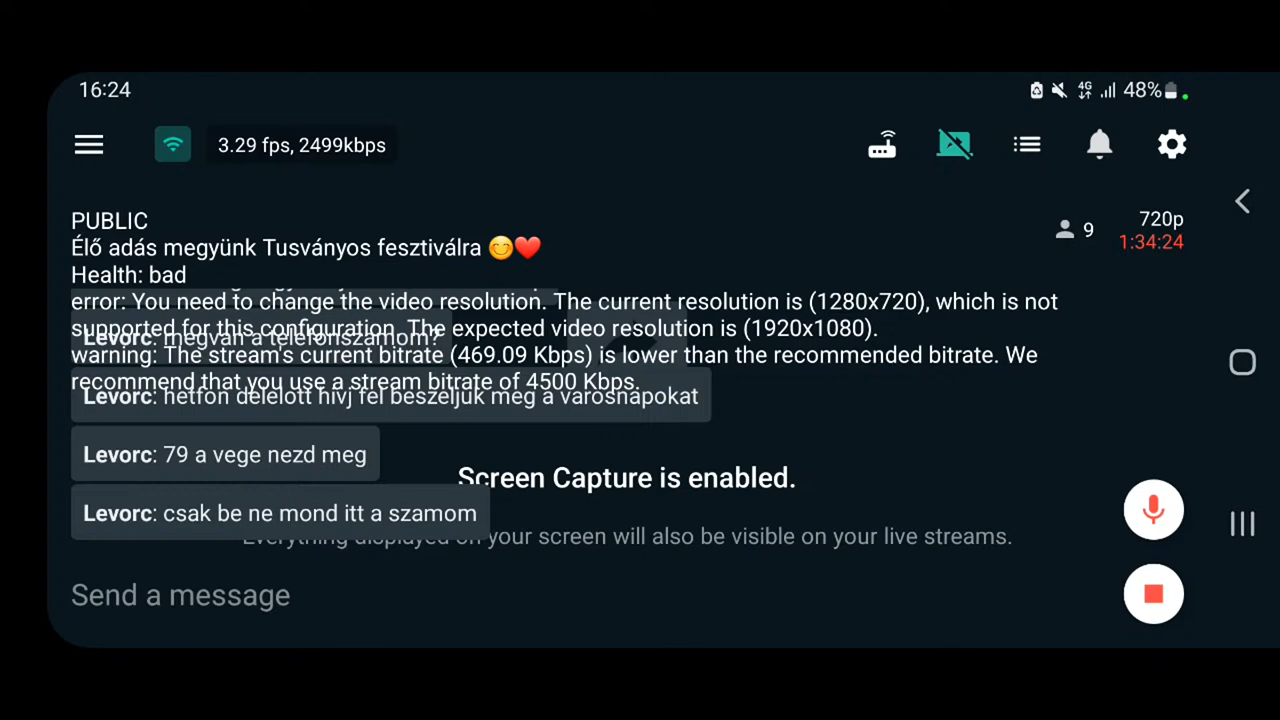 16:24
4G
48%
3.29 fps, 2499kbps
PUBLIC
9
720p
Élő adás megyünk Tusványos fesztiválra 😊❤️
1:34:24
Health: bad
error: You need to change the video resolution. The current resolution is (1280x720), which is not
supported for this configuration. The expected video resolution is (1920x1080).
Levorc: megvan a telefonszamom?
warning: The stream's current bitrate (469.09 Kbps) is lower than the recommended bitrate. We
recommend that you use a stream bitrate of 4500 Kbps.
Levorc: hetfon delelott hivj fel beszeljuk meg a varosnapokat
Levorc: 79 a vege nezd meg
Screen Capture is enabled.
Levorc: csak be ne mond itt a szamom
Everything displayed on your screen will also be visible on your live streams.
Send a message